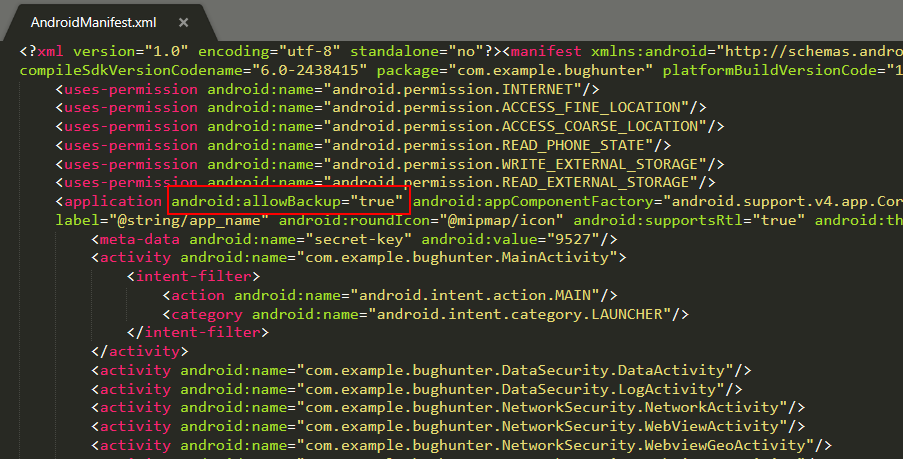 AndroidManifest.xml ×
<?xml version="1.0" encoding="utf-8" standalone="no"?><manifest xmlns:android="http://schemas.andro
compileSdkVersionCodename="6.0-2438415" package="com.example.bughunter" platformBuildVersionCode="1
<uses-permission android:name="android.permission.INTERNET"/>
<uses-permission android:name="android.permission.ACCESS_FINE_LOCATION"/>
<uses-permission android:name="android.permission.ACCESS_COARSE_LOCATION"/>
<uses-permission android:name="android.permission.READ_PHONE_STATE"/>
<uses-permission android:name="android.permission.WRITE_EXTERNAL_STORAGE"/>
<uses-permission android:name="android.permission.READ_EXTERNAL_STORAGE"/>
<application android:allowBackup="true" android:appComponentFactory="android.support.v4.app.Cor
label="@string/app_name" android:roundIcon="@mipmap/icon" android:supportsRtl="true" android:th
<meta-data android:name="secret-key" android:value="9527"/>
<activity android:name="com.example.bughunter.MainActivity">
<intent-filter>
<action android:name="android.intent.action.MAIN"/>
<category android:name="android.intent.category.LAUNCHER"/>
</intent-filter>
</activity>
<activity android:name="com.example.bughunter.DataSecurity.DataActivity"/>
<activity android:name="com.example.bughunter.DataSecurity.LogActivity"/>
<activity android:name="com.example.bughunter.NetworkSecurity.NetworkActivity"/>
<activity android:name="com.example.bughunter.NetworkSecurity.WebViewActivity"/>
<activity android:name="com.example.bughunter.NetworkSecurity.WebviewGeoActivity"/>